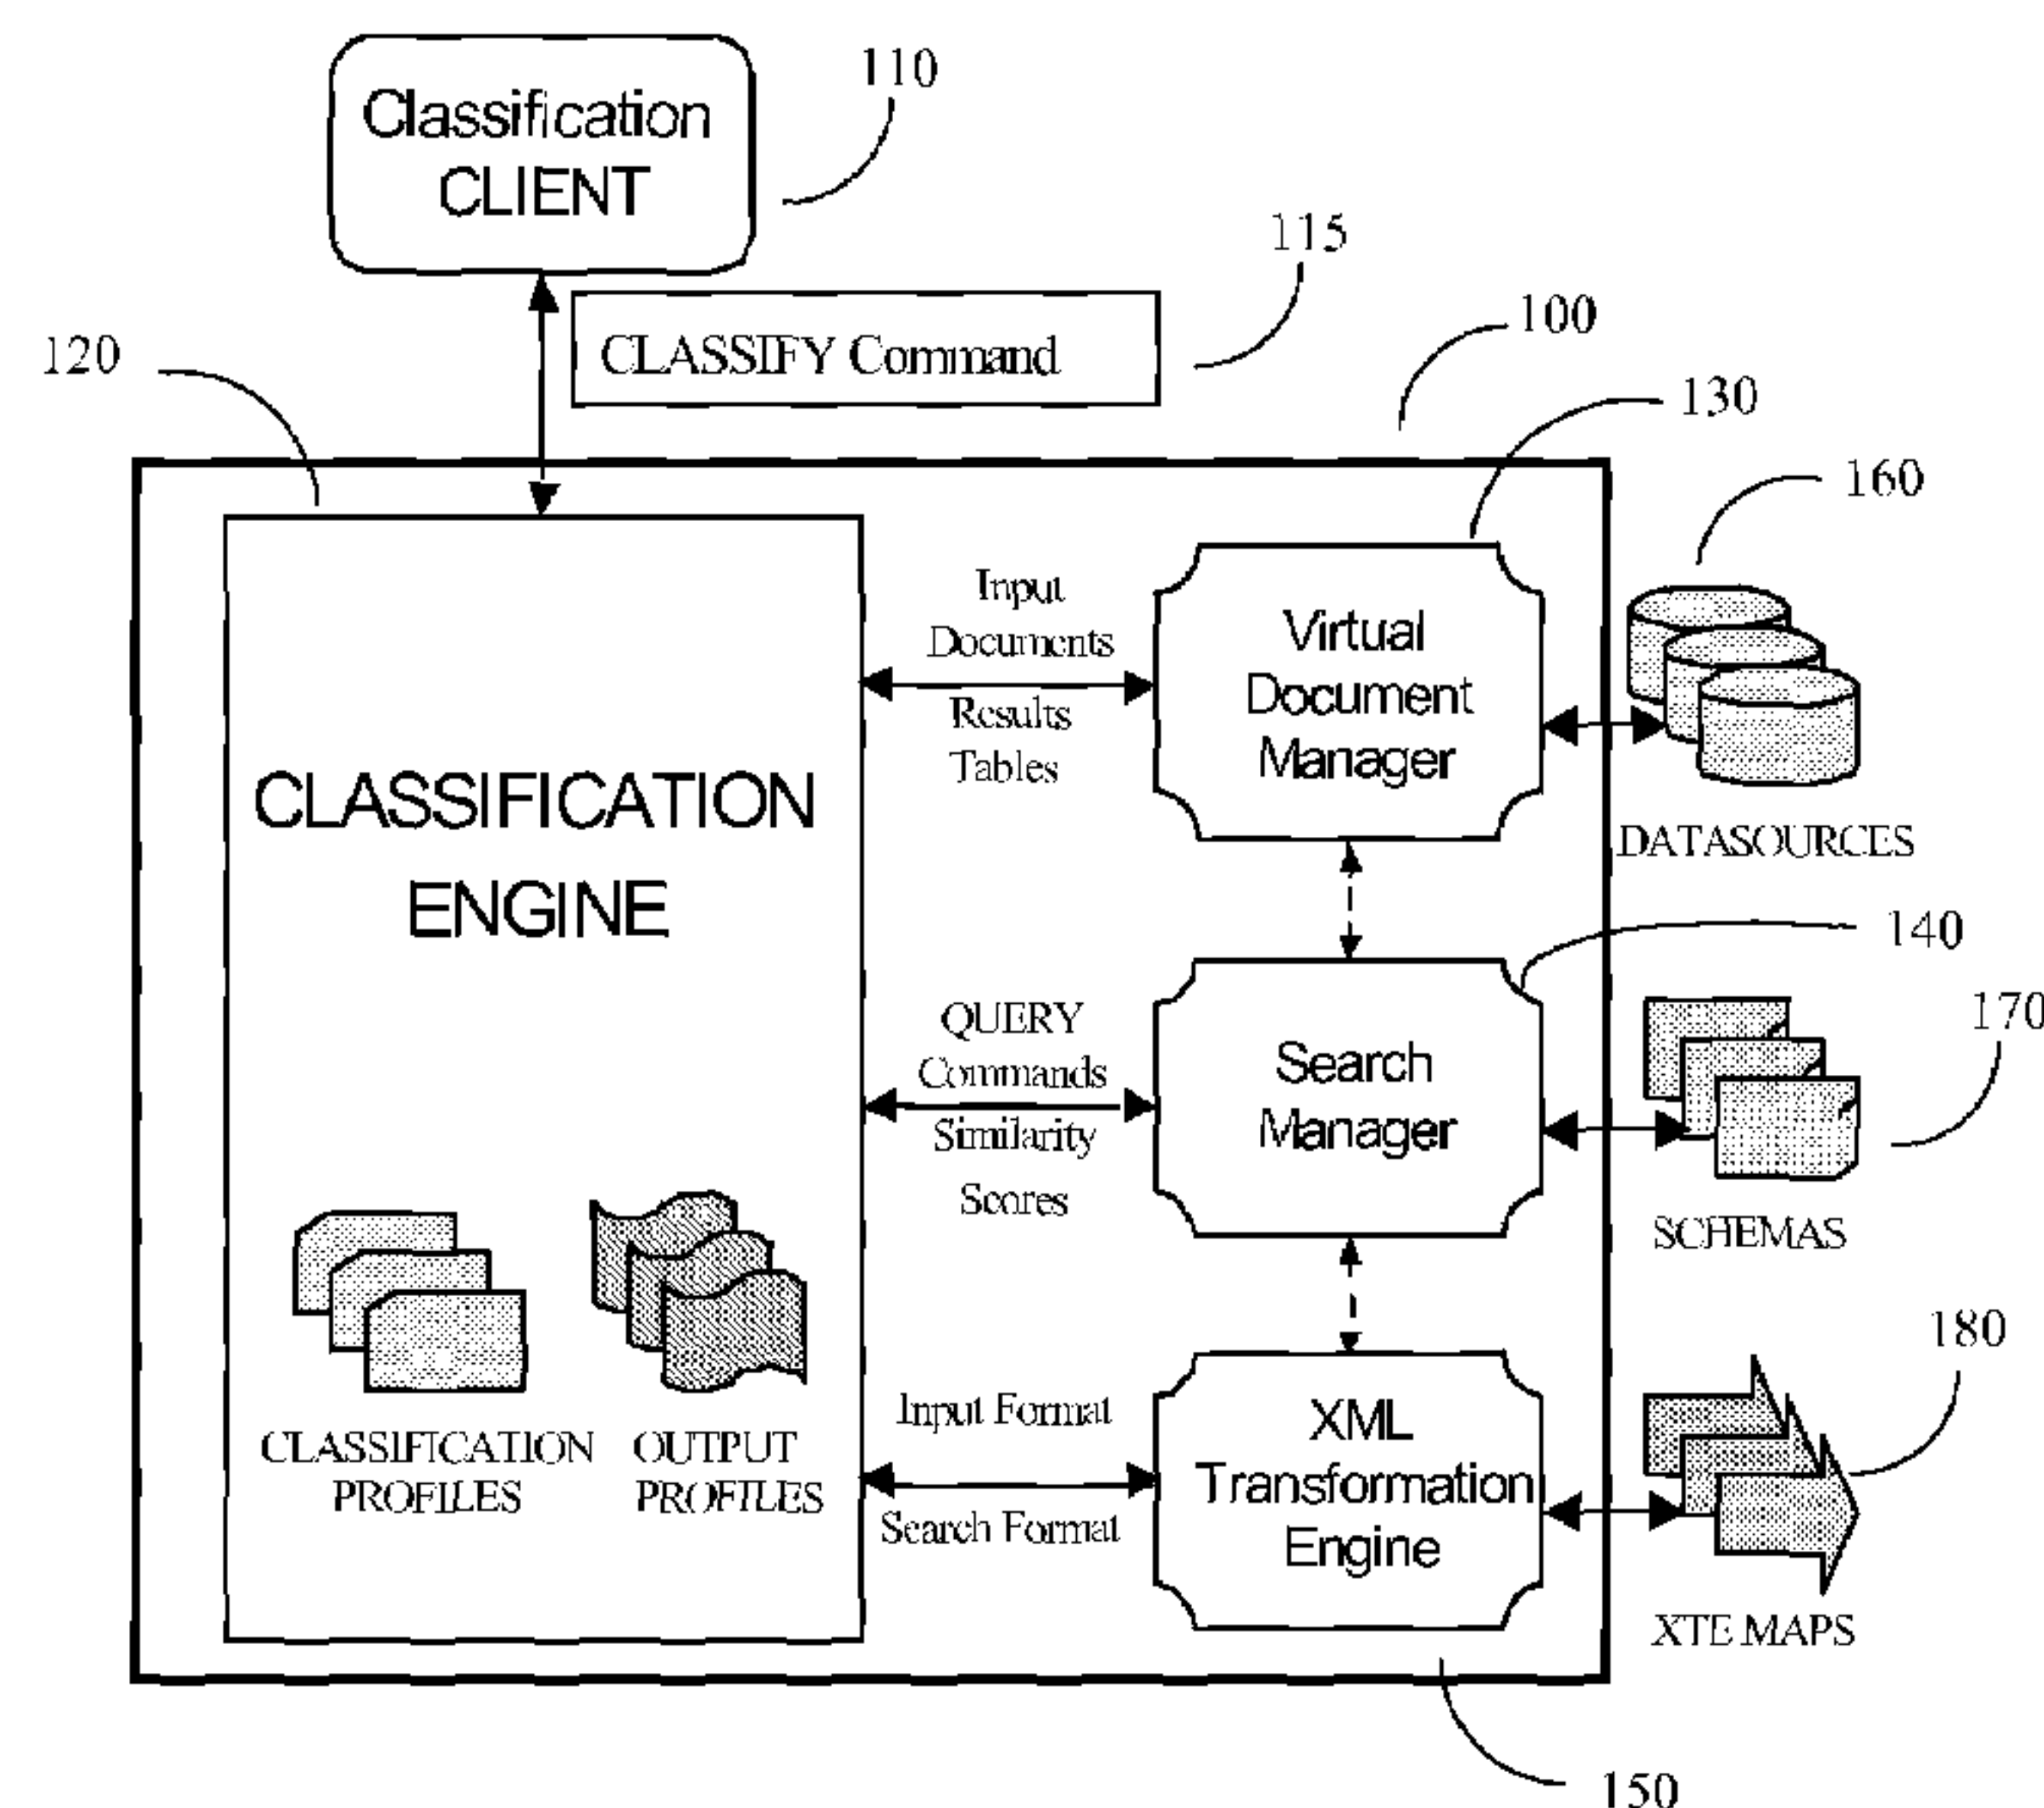 Classification
CLIENT
110
115
CLASSIFY Command
100
120
130
160
CLASSIFICATION
ENGINE
Input
Documents
Results
Tables
Virtual
Document
Manager
DATASOURCES
140
QUERY
Commands
Similarity
Scores
Search
Manager
170
SCHEMAS
CLASSIFICATION
PROFILES
OUTPUT
PROFILES
Input Format
Search Format
XML
Transformation
Engine
180
XTE MAPS
150